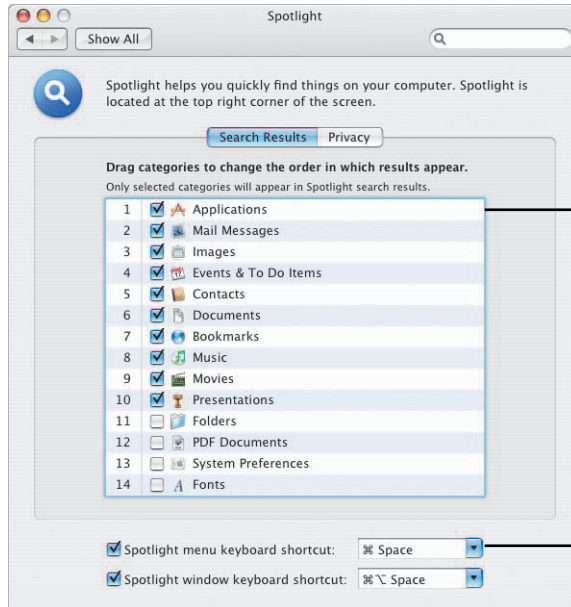 Spotlight
Show All
Spotlight helps you quickly find things on your computer. Spotlight is
located at the top right corner of the screen.
Search Results Privacy
Drag categories to change the order in which results appear.
Only selected categories will appear in Spotlight search results.
1 Applications
2 Mail Messages
3 Images
4 Events & To Do Items
5 Contacts
6 Documents
7 Bookmarks
8 Music
9 Movies
10 Presentations
11 Folders
12 PDF Documents
13 System Preferences
14 Fonts
Spotlight menu keyboard shortcut: ⌘ Space
Spotlight window keyboard shortcut: ⌘⌥ Space